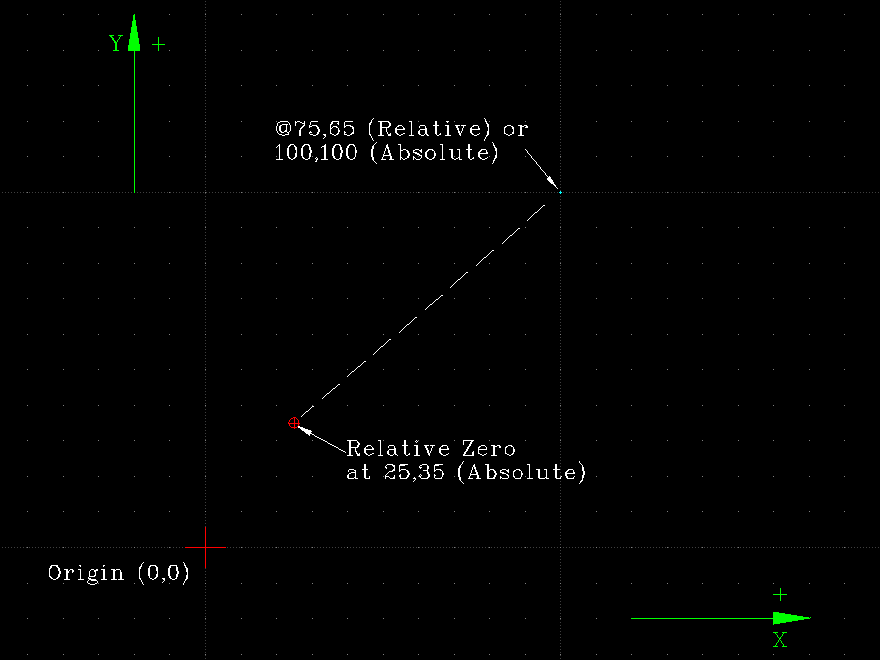 Y +
@75,65 (Relative) or
100,100 (Absolute)
Relative Zero
at 25,35 (Absolute)
Origin (0,0)
+
X